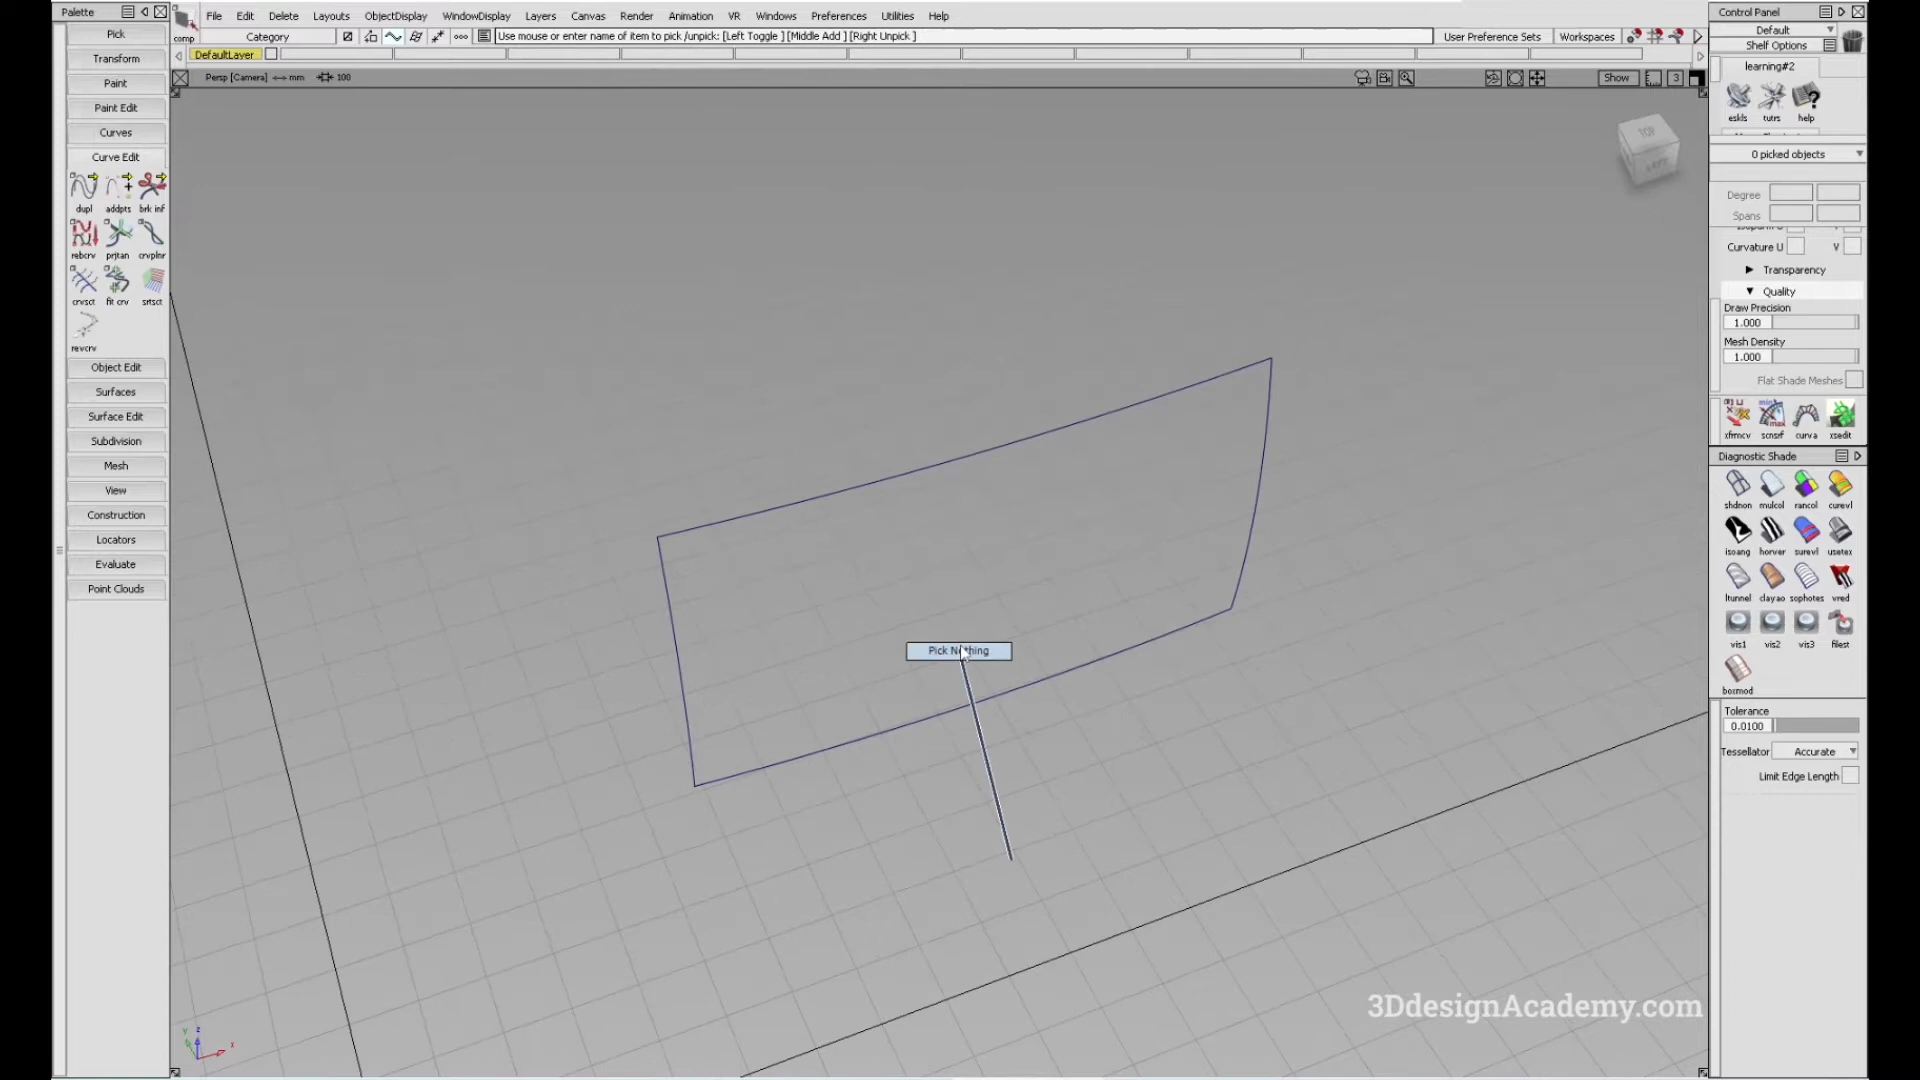 Palette
File Edit Delete Layouts ObjectDisplay WindowDisplay Layers Canvas Render Animation VR Windows Preferences Utilities Help
Control Panel
Pick
comp
Category
Use mouse or enter name of item to pick /unpick: [Left Toggle ] [Middle Add ] [Right Unpick ]
User Preference Sets
Workspaces
Default
Shelf Options
Transform
DefaultLayer
learning#2
Paint
Persp [Camera] mm 100
Show
3
Paint Edit
eskls tutrs help
Curves
TOP
LEFT
Curve Edit
0 picked objects
dupl addpts brk inf
Degree
Spans
rebcrv prjtan crvplnr
Curvature U V
Transparency
Quality
crvsct fit crv srtsct
Draw Precision
1.000
Mesh Density
1.000
revcrv
Object Edit
Flat Shade Meshes
Surfaces
Surface Edit
xfrmcv scnsrf curva xsedit
Subdivision
Diagnostic Shade
Mesh
View
shdnon mulcol rancol curevl
Construction
Locators
isoang horver surevl usetex
Evaluate
Point Clouds
ltunnel clayao sophotes vred
vis1 vis2 vis3 filest
Pick Nothing
boxmod
Tolerance
0.0100
Tessellator Accurate
Limit Edge Length
3DdesignAcademy.com
z
y
x